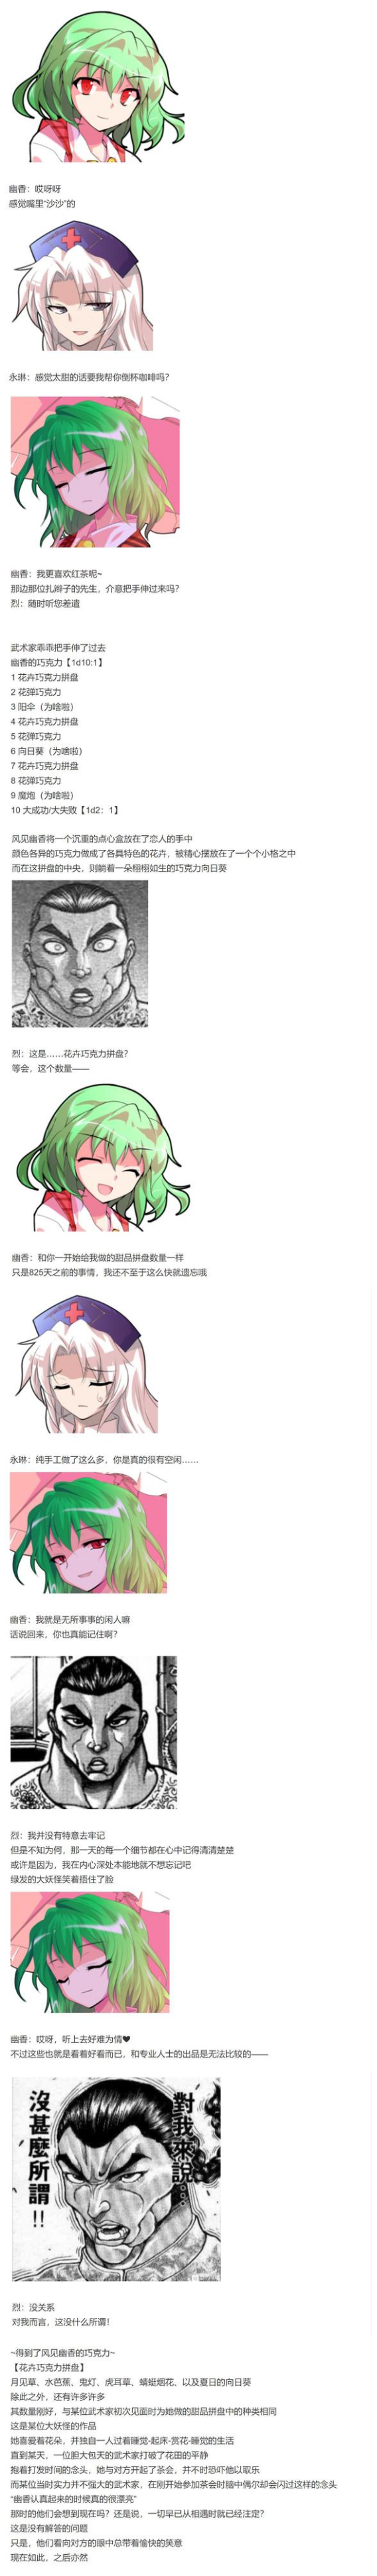 幽香：哎呀呀
感觉嘴里“沙沙”的
永琳：感觉太甜的话要我帮你倒杯咖啡吗？
幽香：我更喜欢红茶呢~
那边那位扎辫子的先生，介意把手伸过来吗？
烈：随时听您差遣
武术家乖乖把手伸了过去
幽香的巧克力【1d10:1】
1 花卉巧克力拼盘
2 花弹巧克力
3 阳伞（为啥啦）
4 花卉巧克力拼盘
5 花弹巧克力
6 向日葵（为啥啦）
7 花卉巧克力拼盘
8 花弹巧克力
9 魔炮（为啥啦）
10 大成功/大失败【1d2：1】
风见幽香将一个沉重的点心盒放在了恋人的手中
颜色各异的巧克力做成了各具特色的花卉，被精心摆放在了一个个小格之中
而在这拼盘的中央，则躺着一朵栩栩如生的巧克力向日葵
烈：这是……花卉巧克力拼盘？
等会，这个数量——
幽香：和你一开始给我做的甜品拼盘数量一样
只是825天之前的事情，我还不至于这么快就遗忘哦
永琳：纯手工做了这么多，你是真的很有空闲……
幽香：我就是无所事事的闲人嘛
话说回来，你也真能记住啊？
烈：我并没有特意去牢记
但是不知为何，那一天的每一个细节都在心中记得清清楚楚
或许是因为，我在内心深处本能地就不想忘记吧
绿发的大妖怪笑着捂住了脸
幽香：哎呀，听上去好难为情❤
不过这些也就是看着好看而已，和专业人士的出品是无法比较的——
對我來說…
沒甚麼所謂!!
烈：没关系
对我而言，这没什么所谓！
~得到了风见幽香的巧克力~
【花卉巧克力拼盘】
月见草、水芭蕉、鬼灯、虎耳草、蜻蜓烟花、以及夏日的向日葵
除此之外，还有许多许多
其数量刚好，与某位武术家初次见面时为她做的甜品拼盘中的种类相同
这是某位大妖怪的作品
她喜爱着花朵，并独自一人过着睡觉-起床-赏花-睡觉的生活
直到某天，一位胆大包天的武术家打破了花田的平静
抱着打发时间的念头，她与对方开起了茶会，并不时恐吓他以取乐
而某位当时实力并不强大的武术家，在刚开始参加茶会时脑中偶尔却会闪过这样的念头
“幽香认真起来的时候真的很漂亮”
那时的他们会想到现在吗？还是说，一切早已从相遇时就已经注定？
这是没有解答的问题
只是，他们看向对方的眼中总带着愉快的笑意
现在如此，之后亦然